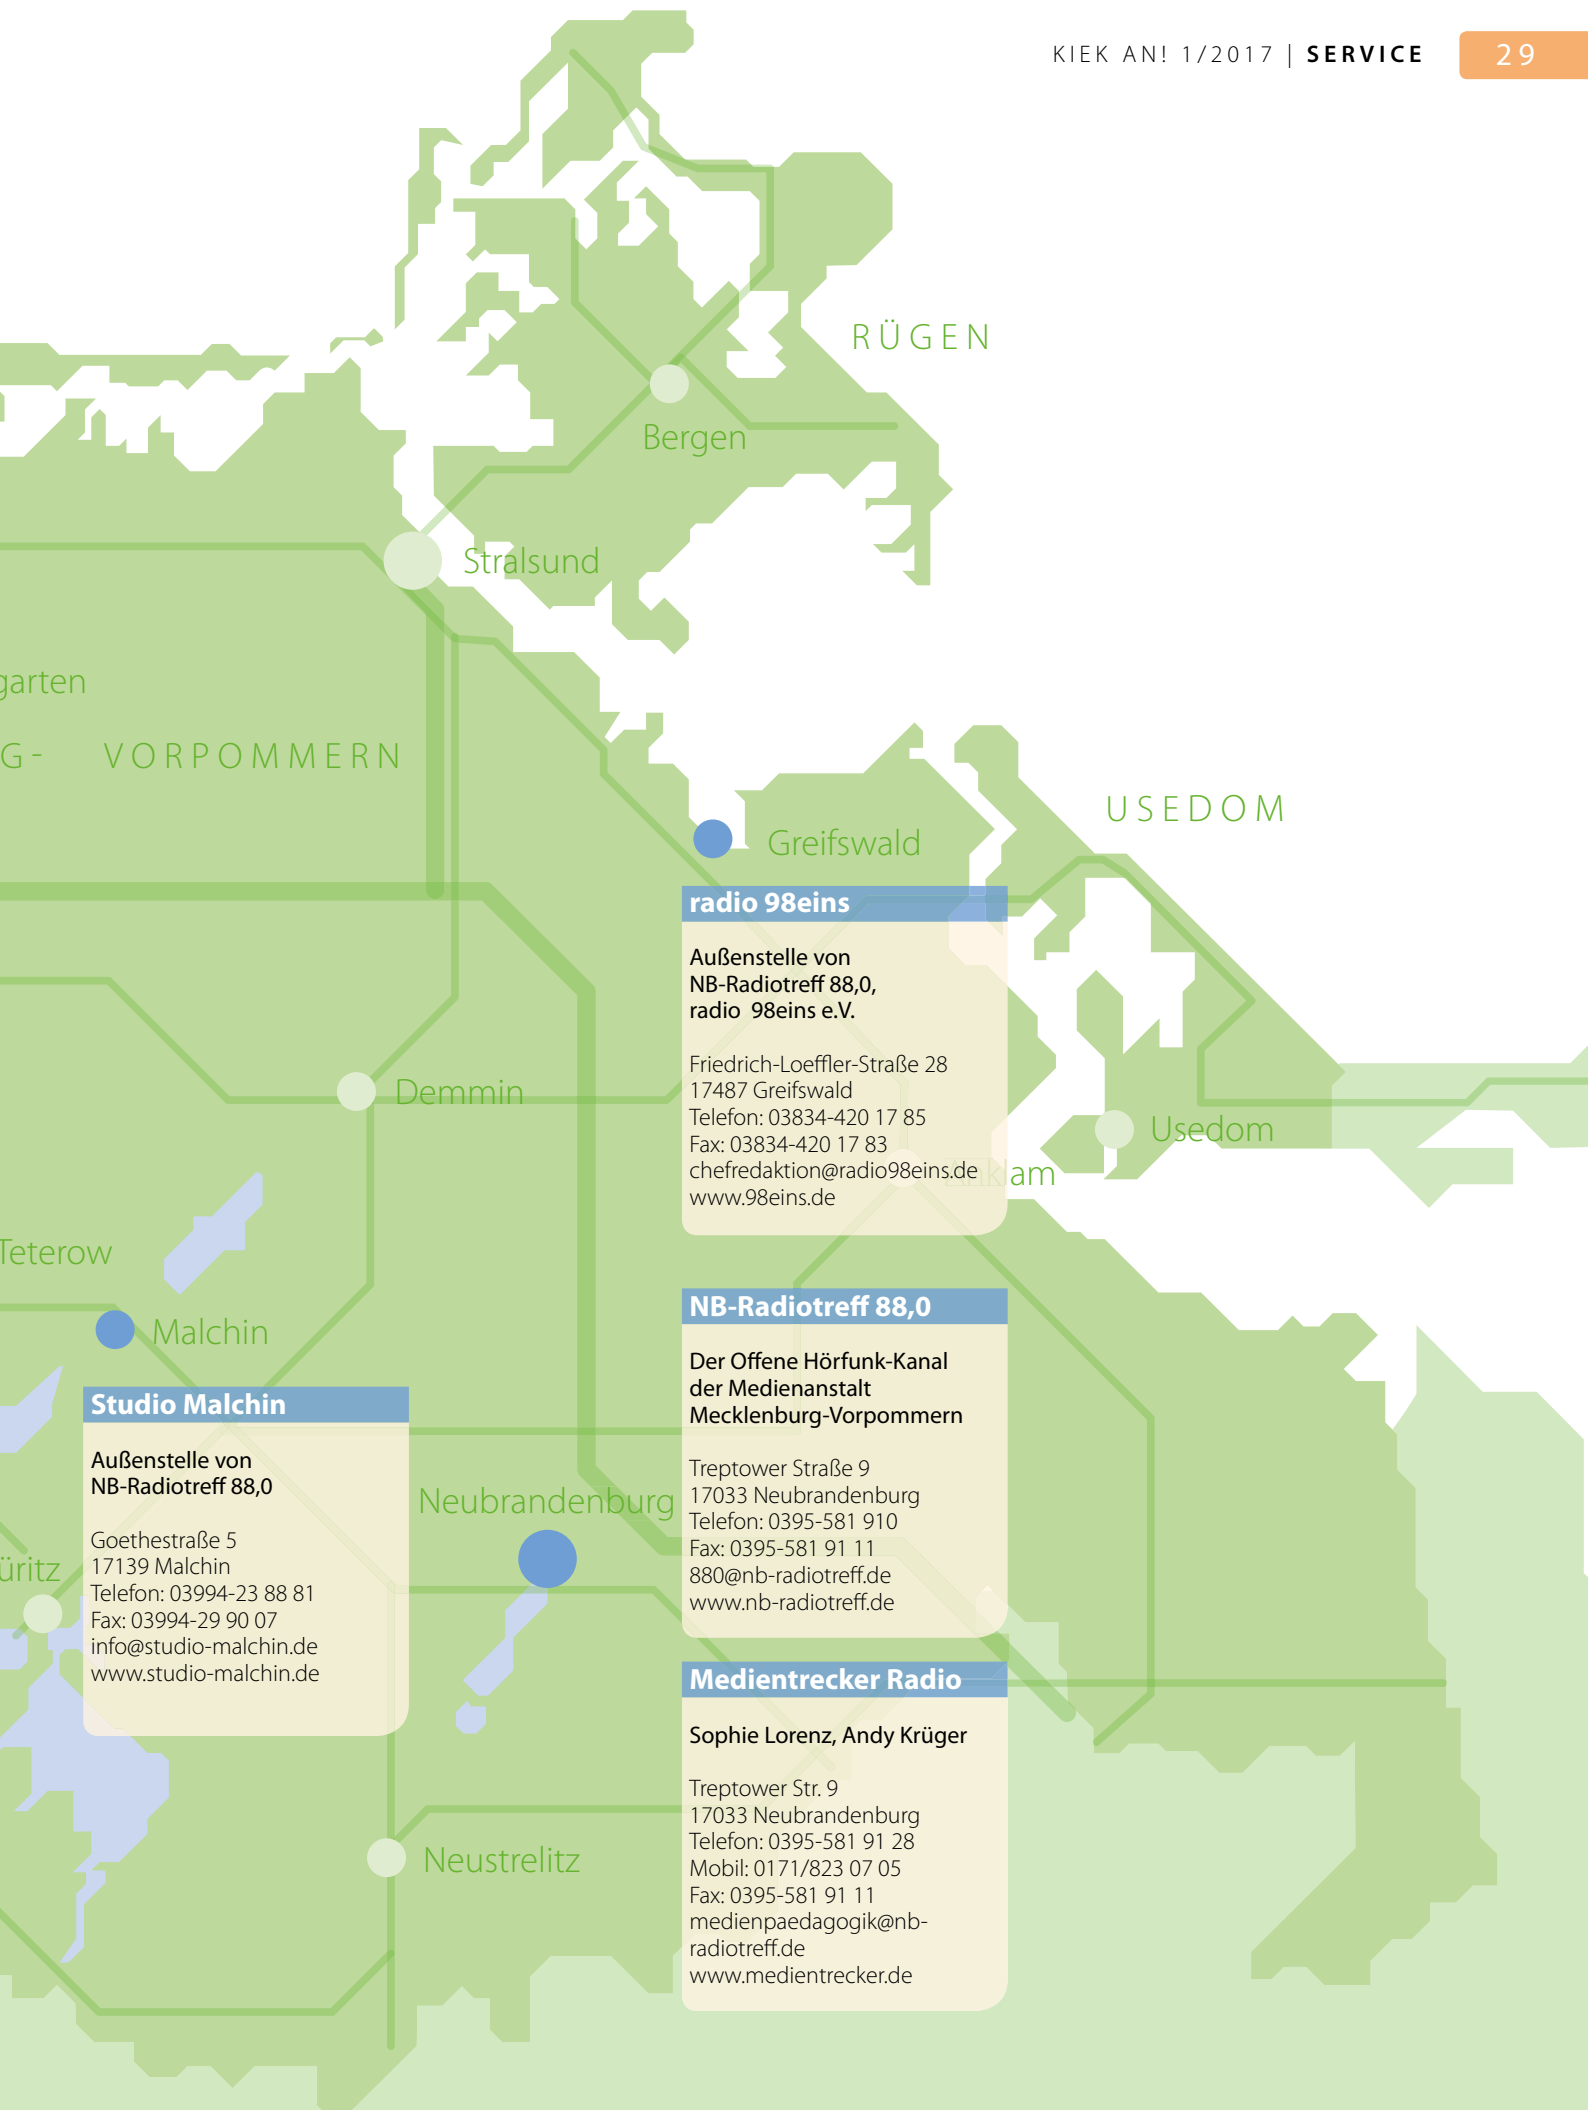 KIEK AN! 1/2017 | SERVICE 29
RÜGEN
Bergen
Stralsund
garten
G- VORPOMMERN
USEDOM
Greifswald
radio 98eins
Außenstelle von
NB-Radiotreff 88,0,
radio 98eins e.V.
Friedrich-Loeffler-Straße 28
17487 Greifswald
Telefon: 03834-420 17 85
Fax: 03834-420 17 83
chefredaktion@radio98eins.de
www.98eins.de
Demmin
Usedom
Anklam
Teterow
Malchin
NB-Radiotreff 88,0
Der Offene Hörfunk-Kanal
der Medienanstalt
Mecklenburg-Vorpommern
Treptower Straße 9
17033 Neubrandenburg
Telefon: 0395-581 910
Fax: 0395-581 91 11
880@nb-radiotreff.de
www.nb-radiotreff.de
Studio Malchin
Außenstelle von
NB-Radiotreff 88,0
Goethestraße 5
17139 Malchin
Telefon: 03994-23 88 81
Fax: 03994-29 90 07
info@studio-malchin.de
www.studio-malchin.de
Neubrandenburg
üritz
Medientrecker Radio
Sophie Lorenz, Andy Krüger
Treptower Str. 9
17033 Neubrandenburg
Telefon: 0395-581 91 28
Mobil: 0171/823 07 05
Fax: 0395-581 91 11
medienpaedagogik@nb-
radiotreff.de
www.medientrecker.de
Neustrelitz